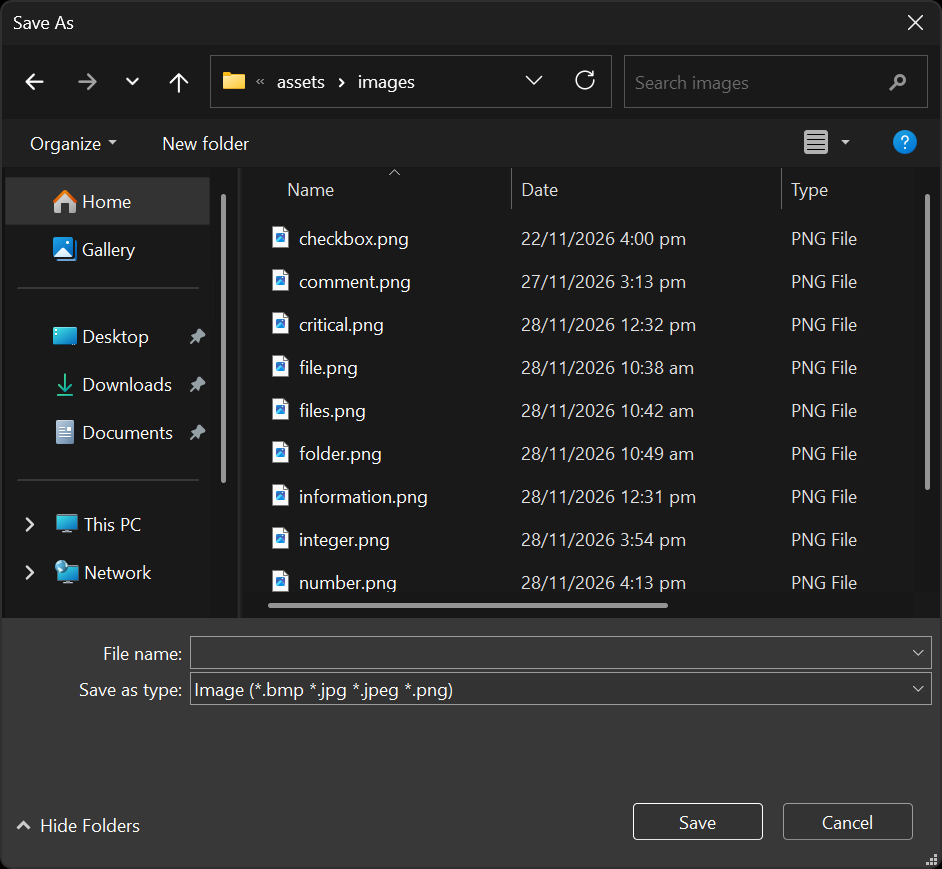 Save As
« assets › images
Search images
Organize
New folder
?
Name Date Type
Home
Gallery
Desktop
Downloads
Documents
This PC
Network
checkbox.png 22/11/2026 4:00 pm PNG File
comment.png 27/11/2026 3:13 pm PNG File
critical.png 28/11/2026 12:32 pm PNG File
file.png 28/11/2026 10:38 am PNG File
files.png 28/11/2026 10:42 am PNG File
folder.png 28/11/2026 10:49 am PNG File
information.png 28/11/2026 12:31 pm PNG File
integer.png 28/11/2026 3:54 pm PNG File
number.png 28/11/2026 4:13 pm PNG File
File name:
Save as type: Image (*.bmp *.jpg *.jpeg *.png)
Hide Folders
Save
Cancel